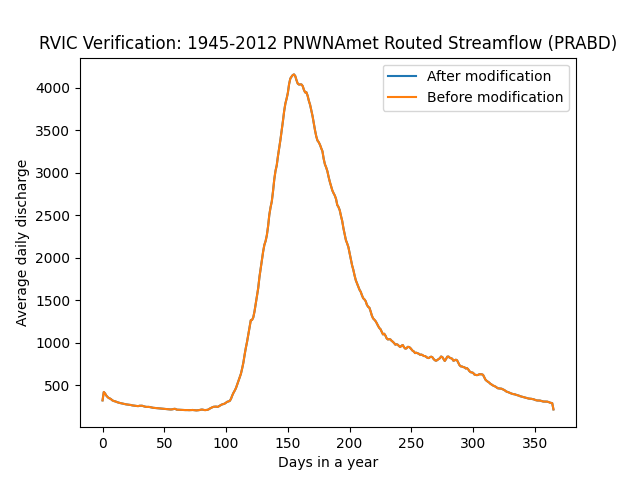 RVIC Verification: 1945-2012 PNWNAmet Routed Streamflow (PRABD)
After modification
Before modification
Average daily discharge
4000
3500
3000
2500
2000
1500
1000
500
0 50 100 150 200 250 300 350
Days in a year